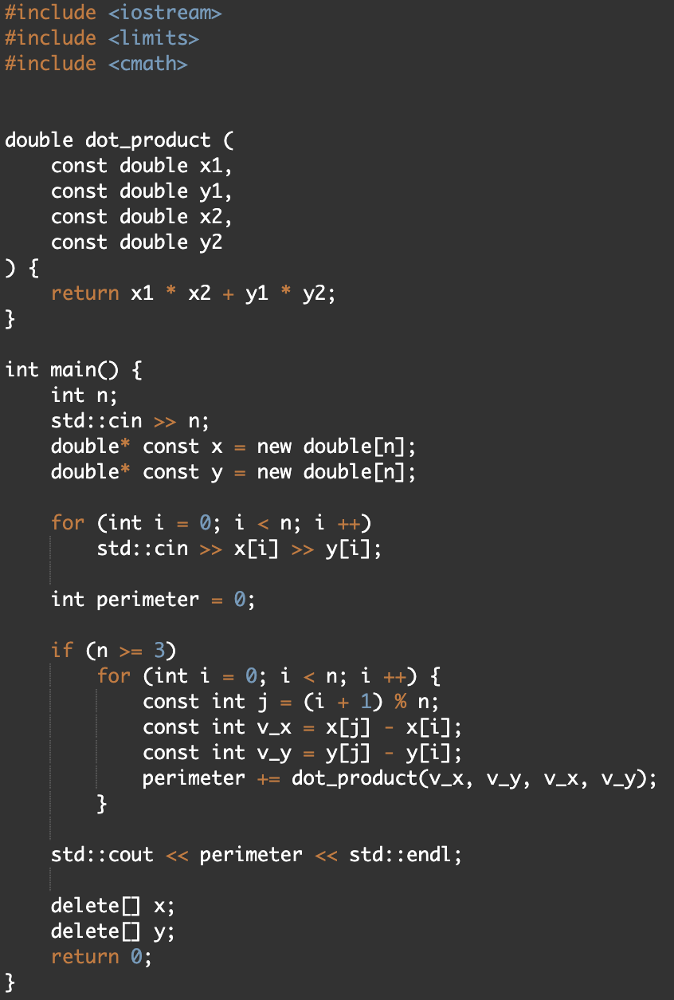 #include <iostream>
#include <limits>
#include <cmath>
double dot_product (
    const double x1,
    const double y1,
    const double x2,
    const double y2
) {
    return x1 * x2 + y1 * y2;
}
int main() {
    int n;
    std::cin >> n;
    double* const x = new double[n];
    double* const y = new double[n];
    for (int i = 0; i < n; i ++)
        std::cin >> x[i] >> y[i];
    int perimeter = 0;
    if (n >= 3)
        for (int i = 0; i < n; i ++) {
            const int j = (i + 1) % n;
            const int v_x = x[j] - x[i];
            const int v_y = y[j] - y[i];
            perimeter += dot_product(v_x, v_y, v_x, v_y);
        }
    std::cout << perimeter << std::endl;
    delete[] x;
    delete[] y;
    return 0;
}